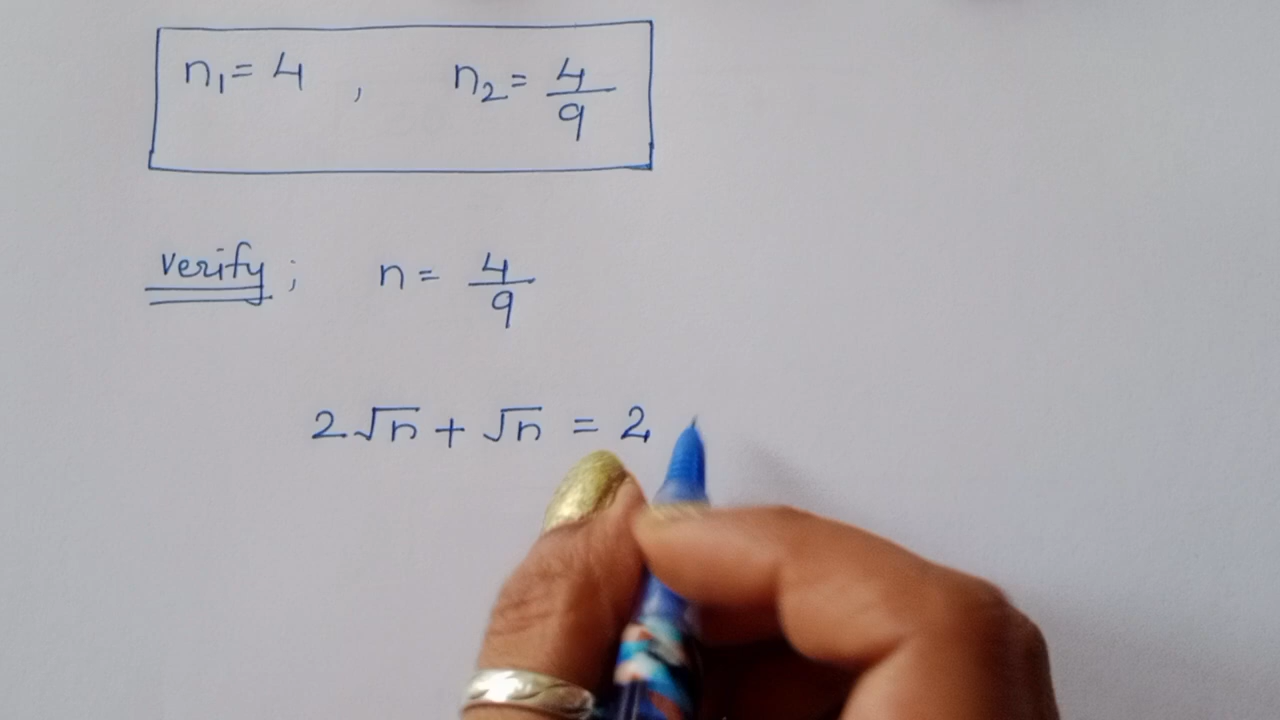 n₁ = 4 , n₂ = 4/9
verify ; n = 4/9
2√n + √n = 2